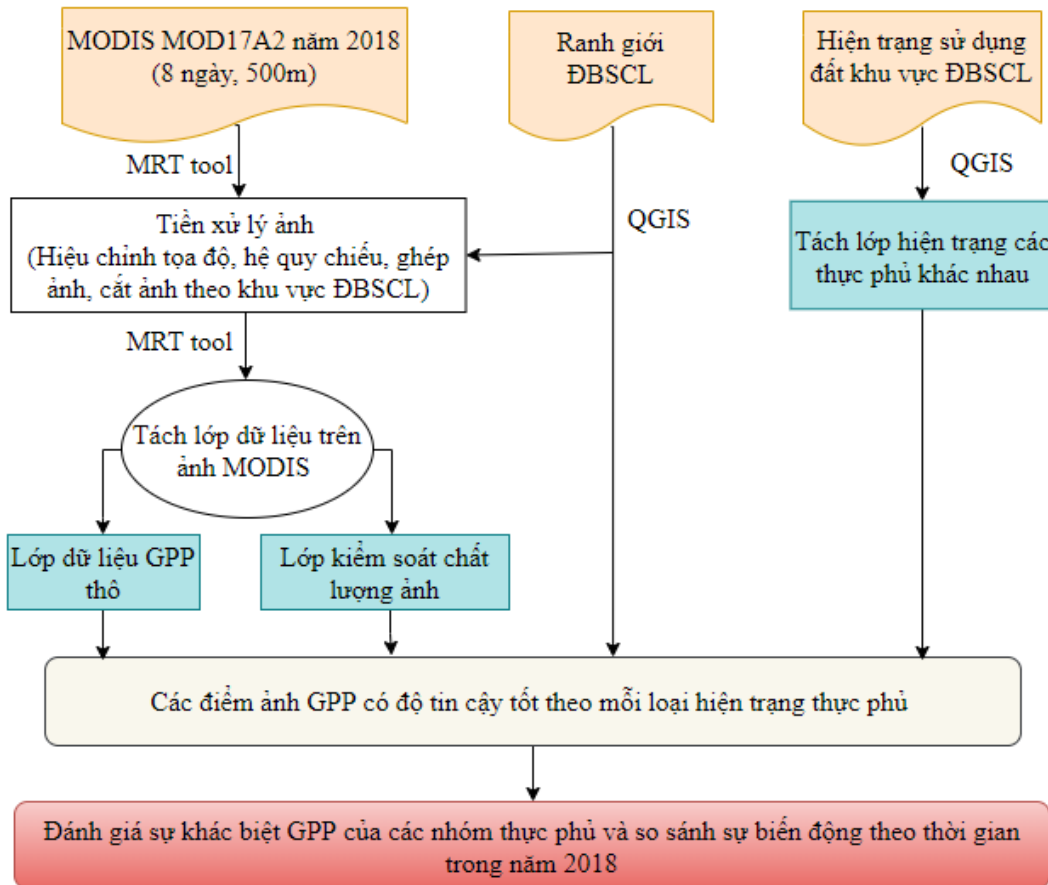 MODIS MOD17A2 năm 2018
(8 ngày, 500m)
Ranh giới
ĐBSCL
Hiện trạng sử dụng
đất khu vực ĐBSCL
MRT tool
QGIS
QGIS
Tiền xử lý ảnh
(Hiệu chỉnh tọa độ, hệ quy chiếu, ghép
ảnh, cắt ảnh theo khu vực ĐBSCL)
Tách lớp hiện trạng các
thực phủ khác nhau
MRT tool
Tách lớp dữ liệu trên
ảnh MODIS
Lớp dữ liệu GPP
thô
Lớp kiểm soát chất
lượng ảnh
Các điểm ảnh GPP có độ tin cậy tốt theo mỗi loại hiện trạng thực phủ
Đánh giá sự khác biệt GPP của các nhóm thực phủ và so sánh sự biến động theo thời gian
trong năm 2018